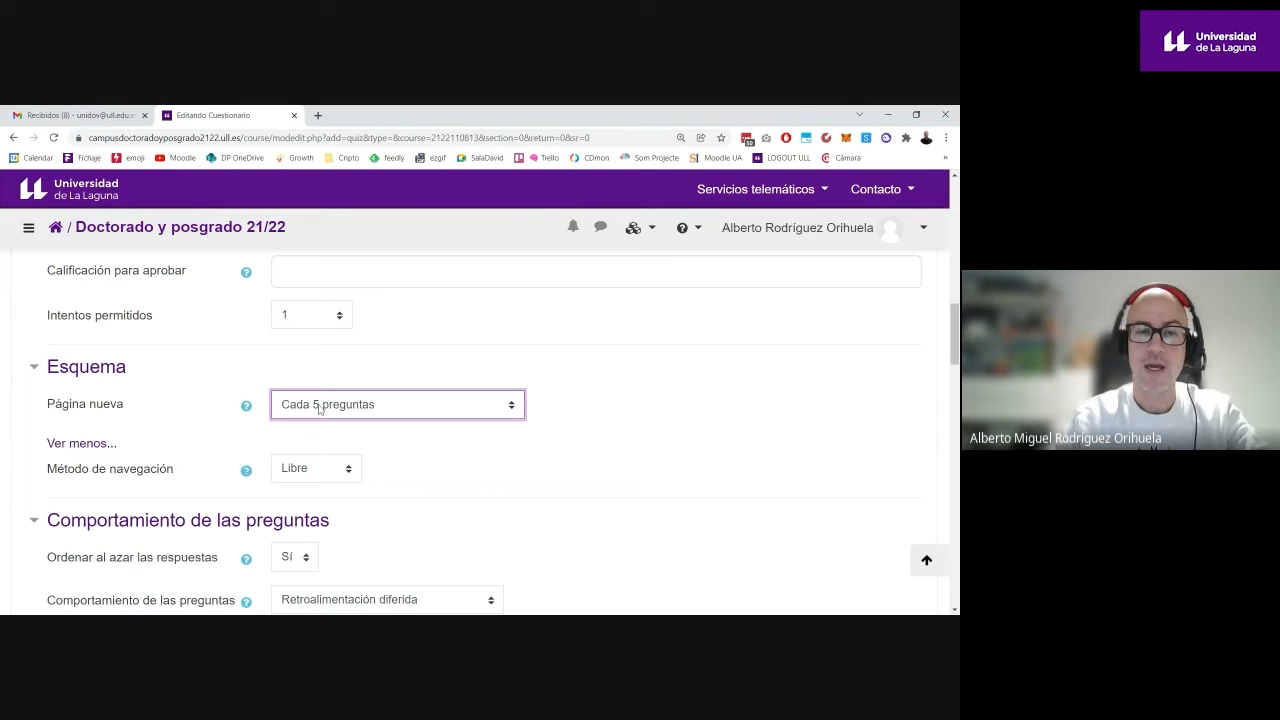 Universidad
de La Laguna
Recibidos (8) - unidov@ull.edu.e
Editando Cuestionario
campusdoctoradoyposgrado2122.ull.es/course/modedit.php?add=quiz&type=&course=2122110813&section=0&return=0&sr=0
50
Calendar
Fichaje
emoji
Moodle
DP OneDrive
Growth
Cripto
feedly
ezgif
SalaDavid
Trello
CDmon
Som Projecte
Moodle UA
LOGOUT ULL
Cámara
»
Universidad
de La Laguna
Servicios telemáticos
Contacto
/ Doctorado y posgrado 21/22
Alberto Rodríguez Orihuela
Calificación para aprobar
Intentos permitidos
1
Esquema
Página nueva
Cada 5 preguntas
Ver menos...
Método de navegación
Libre
Comportamiento de las preguntas
Ordenar al azar las respuestas
Sí
Comportamiento de las preguntas
Retroalimentación diferida
Alberto Miguel Rodríguez Orihuela